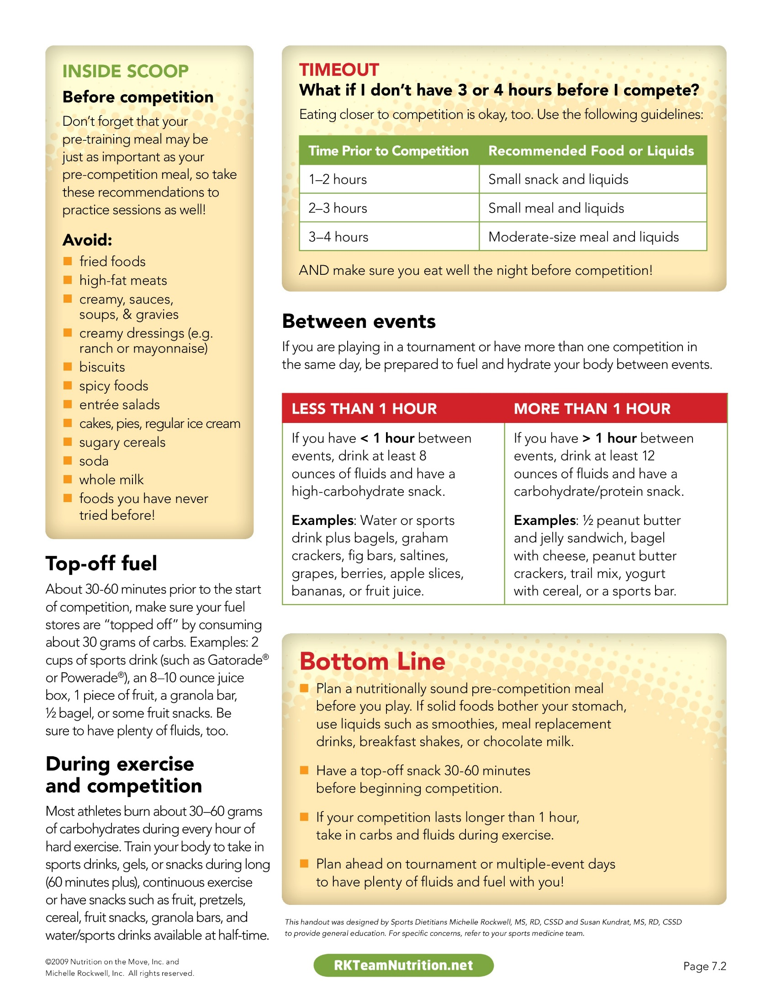 INSIDE SCOOP
Before competition
Don't forget that your
pre-training meal may be
just as important as your
pre-competition meal, so take
these recommendations to
practice sessions as well!
Avoid:
fried foods
high-fat meats
creamy, sauces,
soups, & gravies
creamy dressings (e.g.
ranch or mayonnaise)
biscuits
spicy foods
entrée salads
cakes, pies, regular ice cream
sugary cereals
soda
whole milk
foods you have never
tried before!
Top-off fuel
About 30-60 minutes prior to the start
of competition, make sure your fuel
stores are “topped off” by consuming
about 30 grams of carbs. Examples: 2
cups of sports drink (such as Gatorade®
or Powerade®), an 8–10 ounce juice
box, 1 piece of fruit, a granola bar,
½ bagel, or some fruit snacks. Be
sure to have plenty of fluids, too.
During exercise
and competition
Most athletes burn about 30–60 grams
of carbohydrates during every hour of
hard exercise. Train your body to take in
sports drinks, gels, or snacks during long
(60 minutes plus), continuous exercise
or have snacks such as fruit, pretzels,
cereal, fruit snacks, granola bars, and
water/sports drinks available at half-time.
TIMEOUT
What if I don't have 3 or 4 hours before I compete?
Eating closer to competition is okay, too. Use the following guidelines:
Time Prior to Competition Recommended Food or Liquids
1–2 hours Small snack and liquids
2–3 hours Small meal and liquids
3–4 hours Moderate-size meal and liquids
AND make sure you eat well the night before competition!
Between events
If you are playing in a tournament or have more than one competition in
the same day, be prepared to fuel and hydrate your body between events.
LESS THAN 1 HOUR
If you have < 1 hour between
events, drink at least 8
ounces of fluids and have a
high-carbohydrate snack.
Examples: Water or sports
drink plus bagels, graham
crackers, fig bars, saltines,
grapes, berries, apple slices,
bananas, or fruit juice.
MORE THAN 1 HOUR
If you have > 1 hour between
events, drink at least 12
ounces of fluids and have a
carbohydrate/protein snack.
Examples: ½ peanut butter
and jelly sandwich, bagel
with cheese, peanut butter
crackers, trail mix, yogurt
with cereal, or a sports bar.
Bottom Line
Plan a nutritionally sound pre-competition meal
before you play. If solid foods bother your stomach,
use liquids such as smoothies, meal replacement
drinks, breakfast shakes, or chocolate milk.
Have a top-off snack 30-60 minutes
before beginning competition.
If your competition lasts longer than 1 hour,
take in carbs and fluids during exercise.
Plan ahead on tournament or multiple-event days
to have plenty of fluids and fuel with you!
This handout was designed by Sports Dietitians Michelle Rockwell, MS, RD, CSSD and Susan Kundrat, MS, RD, CSSD
to provide general education. For specific concerns, refer to your sports medicine team.
©2009 Nutrition on the Move, Inc. and
Michelle Rockwell, Inc. All rights reserved.
RKTeamNutrition.net
Page 7.2